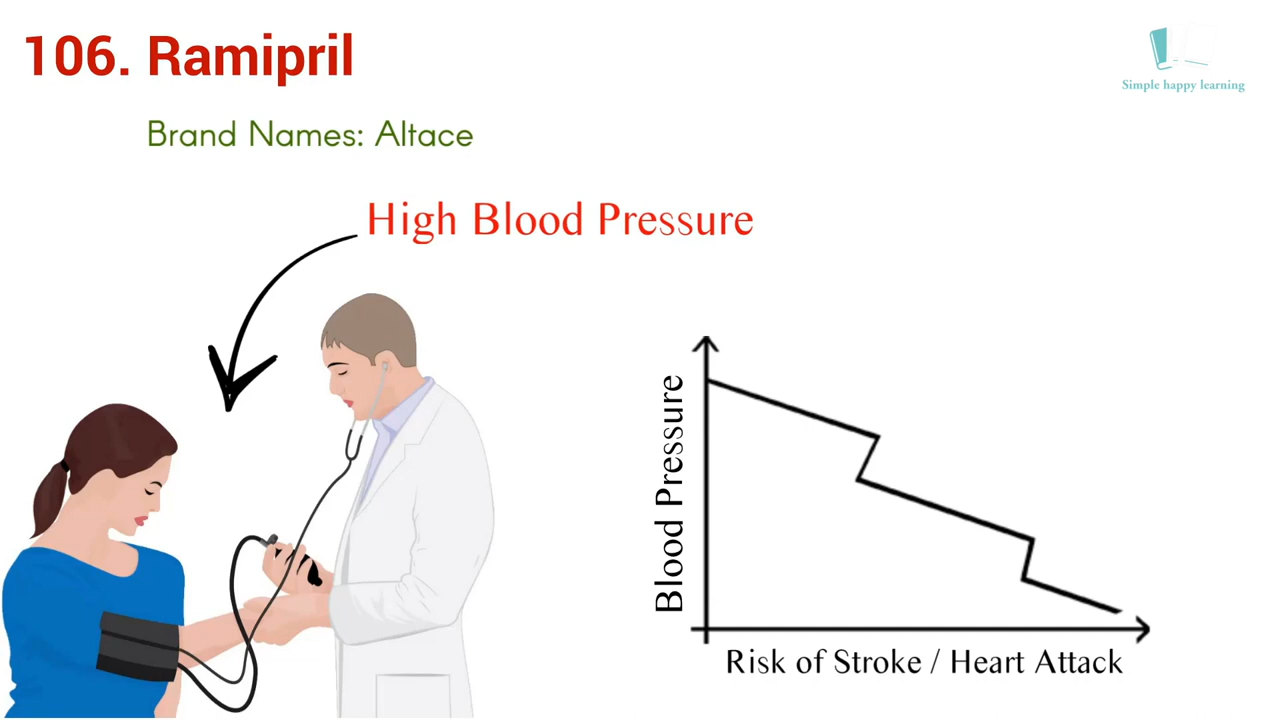 106. Ramipril
Simple happy learning
Brand Names: Altace
High Blood Pressure
Blood Pressure
Risk of Stroke / Heart Attack